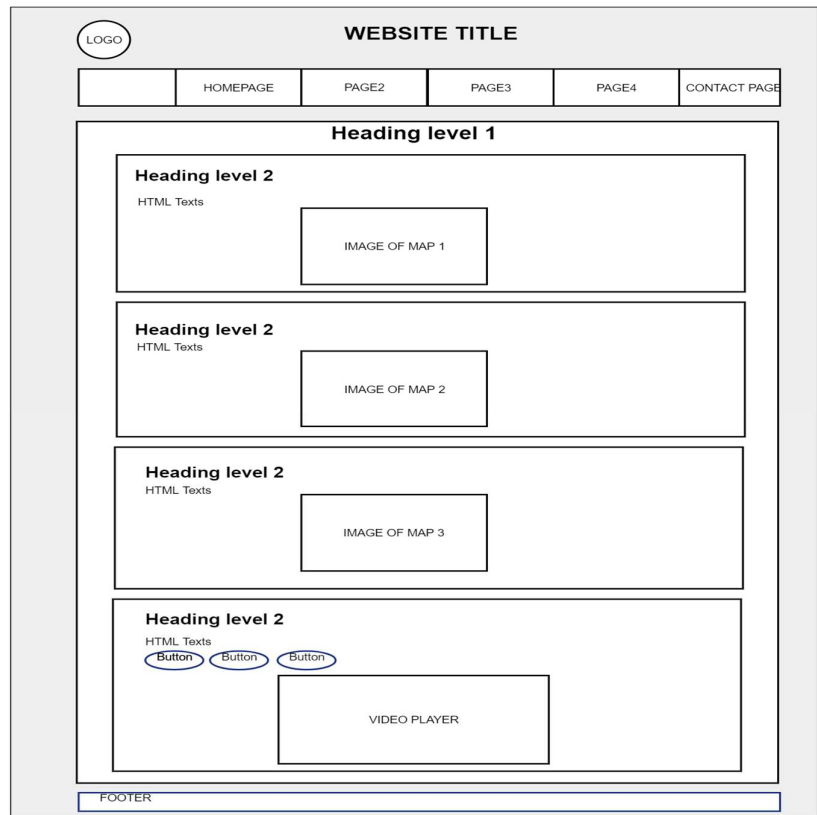 LOGO
WEBSITE TITLE
HOMEPAGE
PAGE2
PAGE3
PAGE4
CONTACT PAGE
Heading level 1
Heading level 2
HTML Texts
IMAGE OF MAP 1
Heading level 2
HTML Texts
IMAGE OF MAP 2
Heading level 2
HTML Texts
IMAGE OF MAP 3
Heading level 2
HTML Texts
Button
Button
Button
VIDEO PLAYER
FOOTER